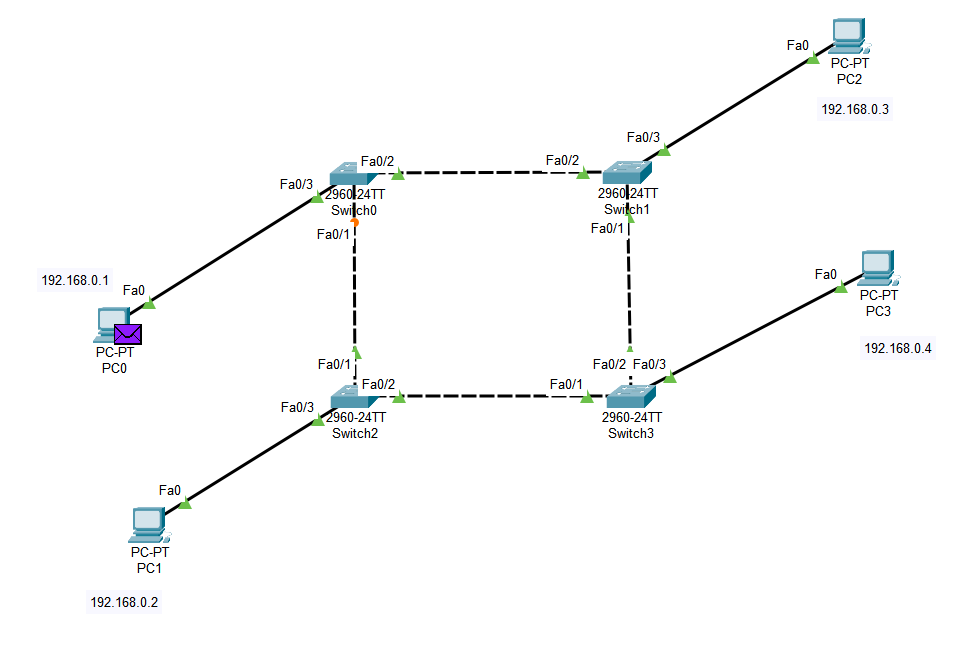 Fa0
PC-PT
PC2
192.168.0.3
Fa0/3
Fa0/2
Fa0/2
2960-24TT
Switch1
Fa0/1
Fa0/3
2960-24TT
Switch0
Fa0/1
192.168.0.1
Fa0
PC-PT
PC0
Fa0
PC-PT
PC3
192.168.0.4
Fa0/1
Fa0/2
Fa0/3
2960-24TT
Switch2
Fa0/1
Fa0/2
Fa0/3
2960-24TT
Switch3
Fa0
PC-PT
PC1
192.168.0.2